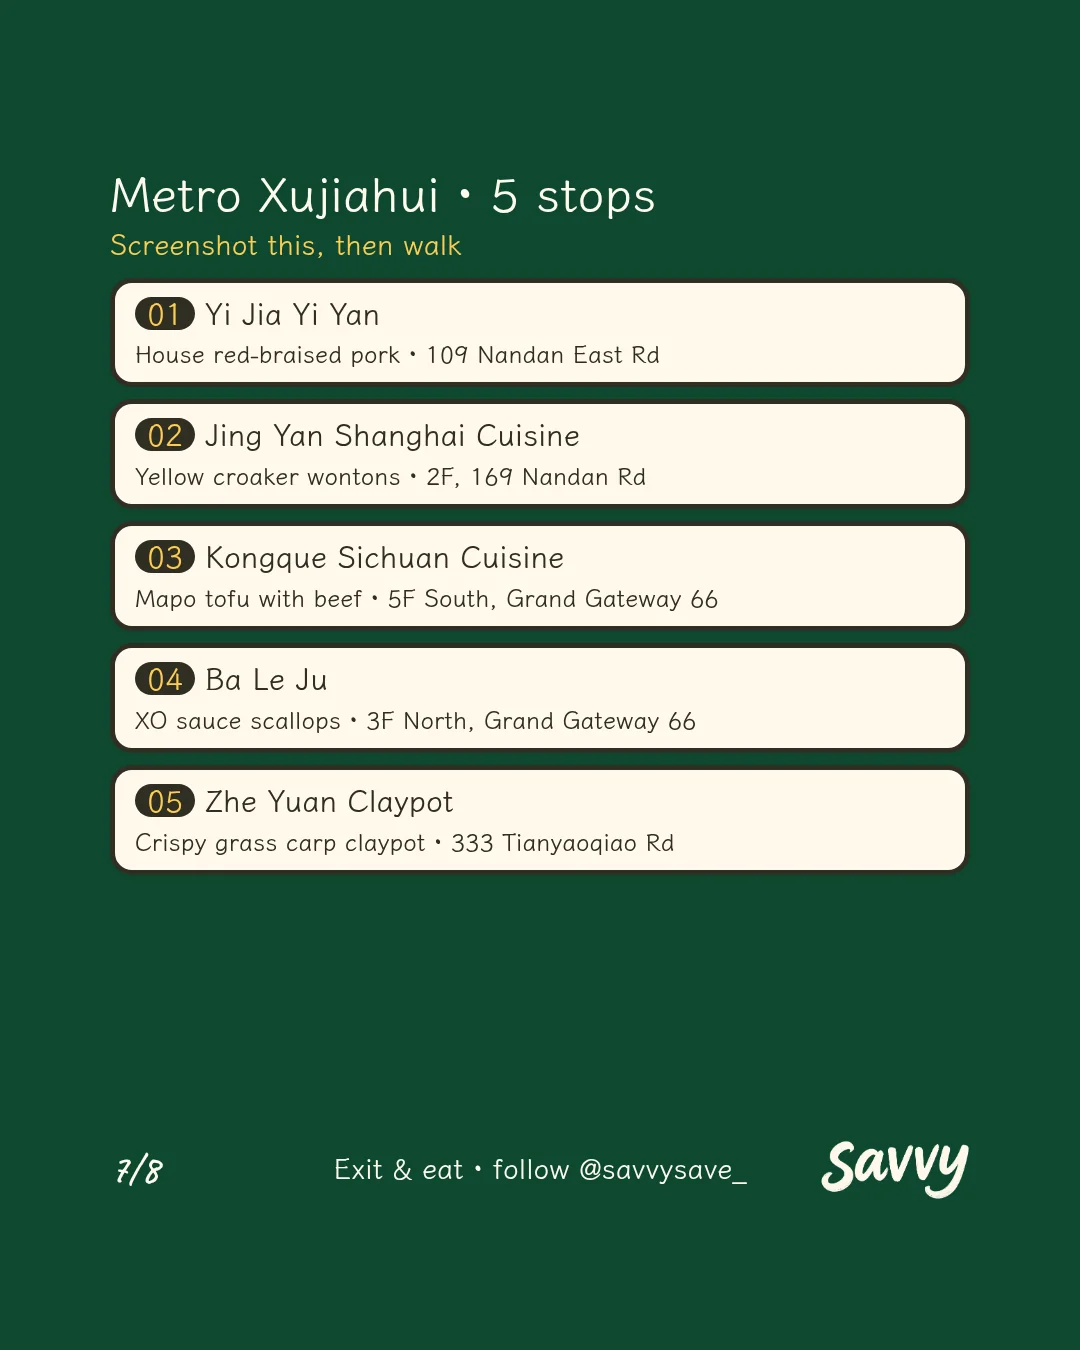 Metro Xujiahui • 5 stops
Screenshot this, then walk
01 Yi Jia Yi Yan
House red-braised pork • 109 Nandan East Rd
02 Jing Yan Shanghai Cuisine
Yellow croaker wontons • 2F, 169 Nandan Rd
03 Kongque Sichuan Cuisine
Mapo tofu with beef • 5F South, Grand Gateway 66
04 Ba Le Ju
XO sauce scallops • 3F North, Grand Gateway 66
05 Zhe Yuan Claypot
Crispy grass carp claypot • 333 Tianyaoqiao Rd
7/8
Exit & eat • follow @savvysave_
Savvy